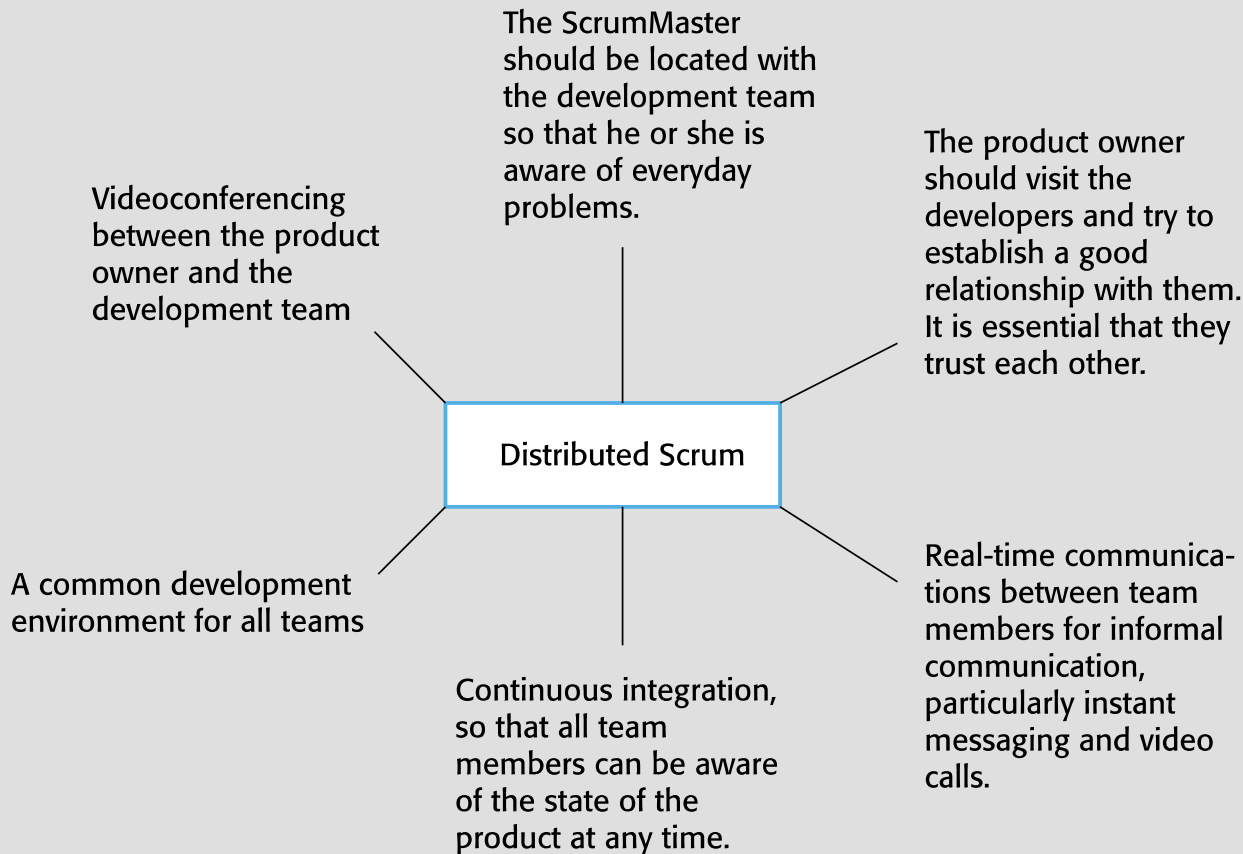 The ScrumMaster
should be located with
the development team
so that he or she is
aware of everyday
problems.
The product owner
should visit the
developers and try to
establish a good
relationship with them.
It is essential that they
trust each other.
Videoconferencing
between the product
owner and the
development team
Distributed Scrum
A common development
environment for all teams
Real-time communica-
tions between team
members for informal
communication,
particularly instant
messaging and video
calls.
Continuous integration,
so that all team
members can be aware
of the state of the
product at any time.